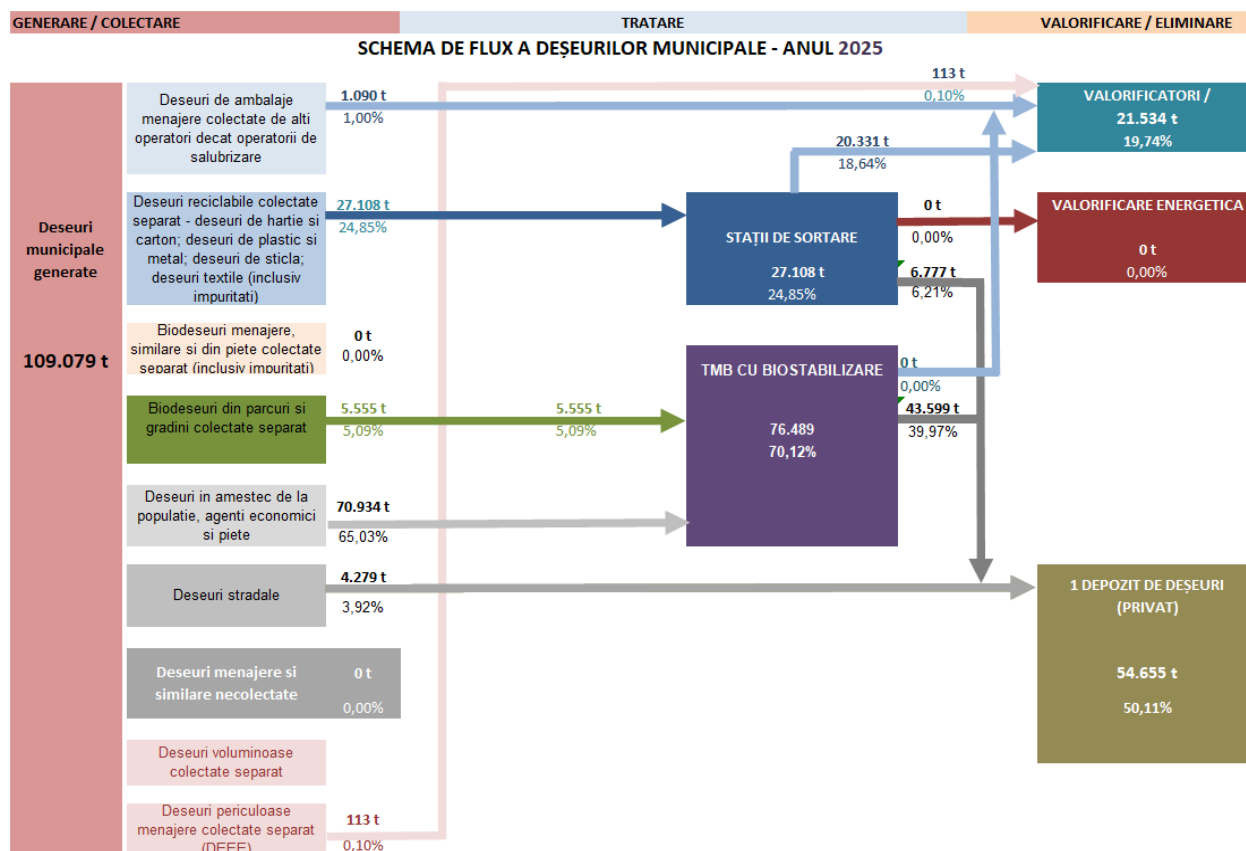 GENERARE / COLECTARE
TRATARE
VALORIFICARE / ELIMINARE
SCHEMA DE FLUX A DEȘEURILOR MUNICIPALE - ANUL 2025
Deseuri
municipale
generate
109.079 t
Deseuri de ambalaje
menajere colectate de alti
operatori decat operatorii de
salubrizare
1.090 t
1,00%
113 t
0,10%
VALORIFICATORI /
21.534 t
19,74%
20.331 t
18,64%
Deseuri reciclabile colectate
separat - deseuri de hartie si
carton; deseuri de plastic si
metal; deseuri de sticla;
deseuri textile (inclusiv
impuritati)
27.108 t
24,85%
STAȚII DE SORTARE
27.108 t
24,85%
0 t
0,00%
6.777 t
6,21%
VALORIFICARE ENERGETICA
0 t
0,00%
Biodeseuri menajere,
similare si din piete colectate
separat (inclusiv impuritati)
0 t
0,00%
Biodeseuri din parcuri si
gradini colectate separat
5.555 t
5,09%
5.555 t
5,09%
TMB CU BIOSTABILIZARE
76.489
70,12%
0 t
0,00%
43.599 t
39,97%
Deseuri in amestec de la
populatie, agenti economici
si piete
70.934 t
65,03%
Deseuri stradale
4.279 t
3,92%
1 DEPOZIT DE DEȘEURI
(PRIVAT)
54.655 t
50,11%
Deseuri menajere si
similare necolectate
0 t
0,00%
Deseuri voluminoase
colectate separat
Deseuri periculoase
menajere colectate separat
(DEEE)
113 t
0,10%